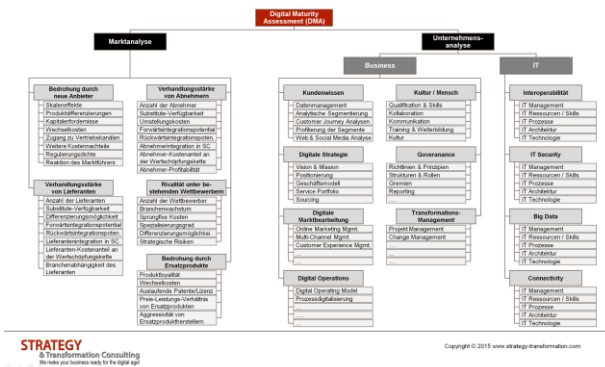 Digital Maturity
Assessment (DMA)
Marktanalyse
Unternehmens-
analyse
Business
IT
Bedrohung durch
neue Anbieter
Skaleneffekte
Produktdifferenzierungen
Kapitalerfordernisse
Wechselkosten
Zugang zu Vertriebskanälen
Weitere Kostennachteile
Regulierungsdichte
Reaktion des Marktführers
Verhandlungsstärke
von Abnehmern
Anzahl der Abnehmer
Substitute-Verfügbarkeit
Umstellungskosten
Forwärtsintegrationspotential
Rückwärtsintegrationspoten.
Abnehmerintegration in SC
Abnehmer-Kostenanteil an
der Wertschöpfungskette
Abnehmer-Profitabilität
Verhandlungsstärke
von Lieferanten
Anzahl der Lieferanten
Substitute-Verfügbarkeit
Differenzierungsmöglichkeit
Forwärtsintegrationspotential
Rückwärtsintegrationspoten.
Lieferantenintegration in SC
Lieferanten-Kostenanteil an
der Wertschöpfungskette
Branchenabhängigkeit des
Lieferanten
Rivalität unter be-
stehenden Wettbewerbern
Anzahl der Wettbewerber
Branchenwachstum
Sprungfixe Kosten
Spezialisierungsgrad
Differenzierungsmöglichkei.
Strategische Risiken
Bedrohung durch
Ersatzprodukte
Produktloyalität
Wechselkosten
Auslaufende Patente/Lizenz
Preis-Leistungs-Verhältnis
von Ersatzprodukten
Aggressivität von
Ersatzproduktherstellern
Kundenwissen
Datenmanagement
Analytische Segmentierung
Customer Journey Analysen
Profilierung der Segmente
Web & Social Media Analyse
Digitale Strategie
Vision & Mission
Positionierung
Geschäftsmodell
Service Portfolio
Sourcing
Digitale
Marktbearbeitung
Online Marketing Mgmt.
Multi-Channel Mgmt.
Customer Experience Mgmt.
...
...
Digital Operations
Digital Operating Model
Prozessdigitalisierung
...
...
...
Kultur / Mensch
Qualifikation & Skills
Kollaboration
Kommunikation
Training & Weiterbildung
Kultur
Goveranance
Richtlinien & Prinzipien
Strukturen & Rollen
Gremien
Reporting
...
Transformations-
Management
Projekt Management
Change Management
...
...
...
Interoperabilität
IT Management
IT Ressourcen / Skills
IT Prozesse
IT Architektur
IT Technologie
IT Security
IT Management
IT Ressourcen / Skills
IT Prozesse
IT Architektur
IT Technologie
Big Data
IT Management
IT Ressourcen / Skills
IT Prozesse
IT Architektur
IT Technologie
Connectivity
IT Management
IT Ressourcen / Skills
IT Prozesse
IT Architektur
IT Technologie
STRATEGY
& Transformation Consulting
We make your business ready for the digital age!
Copyright © 2015 www.strategy-transformation.com